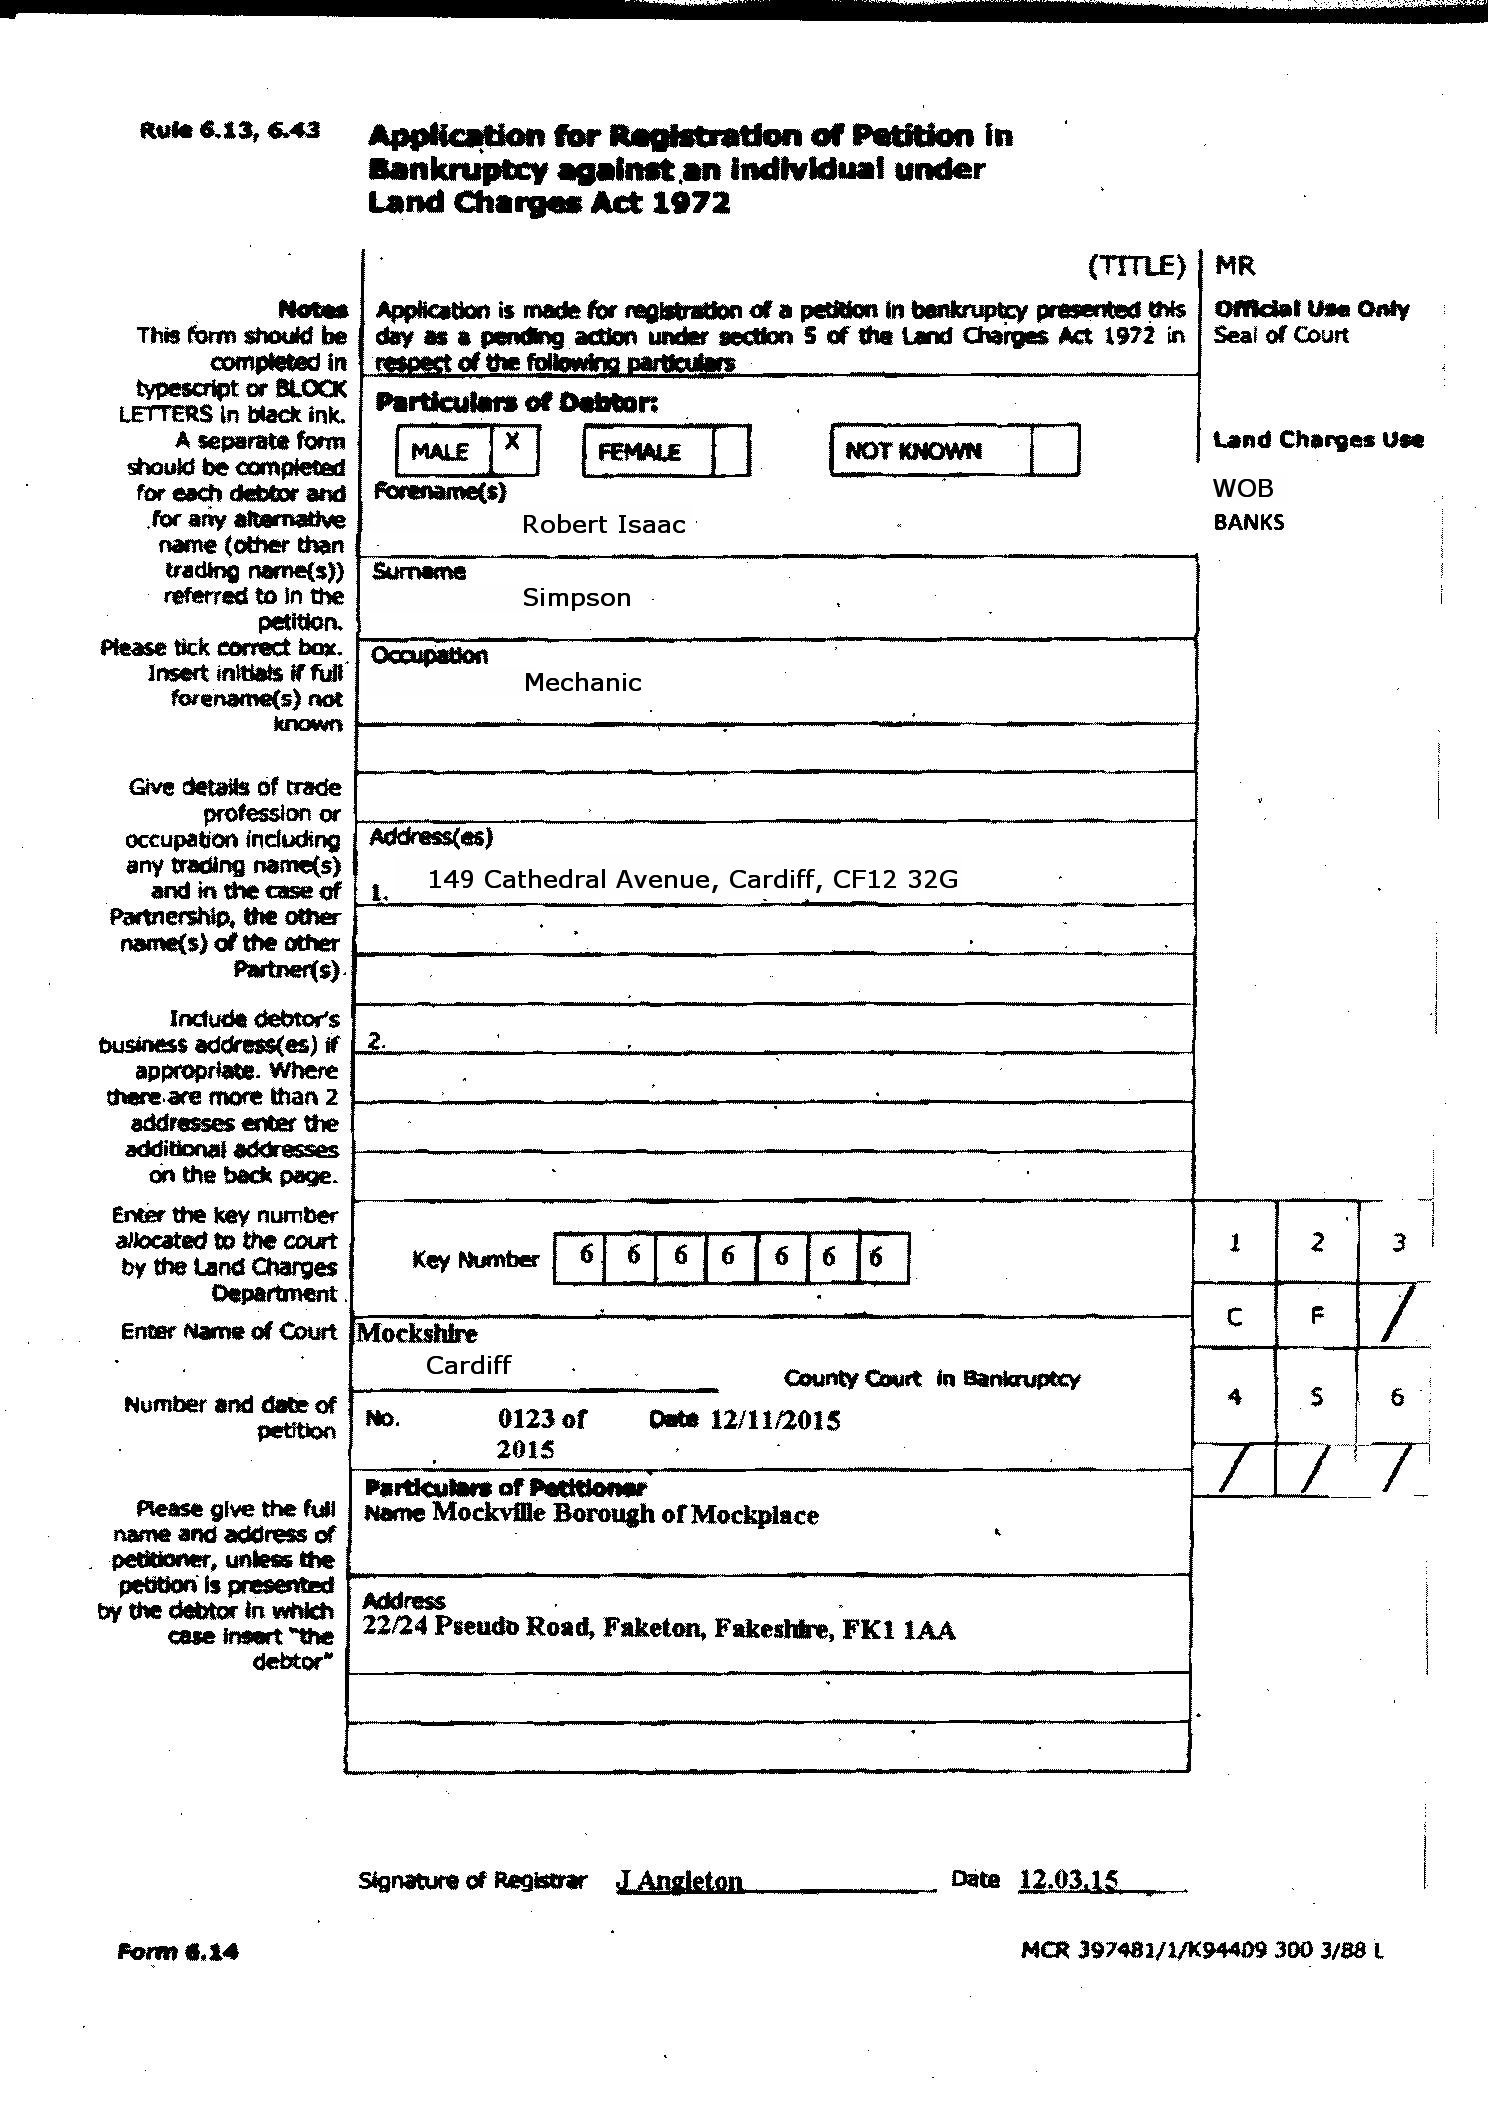 Rule 6.13, 6.43
Application for Registration of Petition in
Bankruptcy against an individual under
Land Charges Act 1972
(TITLE) MR
Notes
This form should be
completed in
typescript or BLOCK
LETTERS in black ink.
A separate form
should be completed
for each debtor and
for any alternative
name (other than
trading name(s))
referred to in the
petition.
Please tick correct box.
Insert initials if full
forename(s) not
known
Give details of trade
profession or
occupation including
any trading name(s)
and in the case of
Partnership, the other
name(s) of the other
Partner(s).
Include debtor's
business address(es) if
appropriate. Where
there are more than 2
addresses enter the
additional addresses
on the back page.
Enter the key number
allocated to the court
by the Land Charges
Department.
Enter Name of Court
Number and date of
petition
Please give the full
name and address of
petitioner, unless the
petition is presented
by the debtor in which
case insert "the
debtor"
Application is made for registration of a petition in bankruptcy presented this
day as a pending action under section 5 of the Land Charges Act 1972 in
respect of the following particulars
Particulars of Debtor:
MALE X FEMALE NOT KNOWN
Forename(s)
Robert Isaac
Surname
Simpson
Occupation
Mechanic
Address(es)
1. 149 Cathedral Avenue, Cardiff, CF12 32G
2.
Key Number 6 6 6 6 6 6 6
Mockshire
Cardiff
County Court in Bankruptcy
No. 0123 of Date 12/11/2015
2015
Particulars of Petitioner
Name Mockville Borough of Mockplace
Address
22/24 Pseudo Road, Faketon, Fakeshire, FK1 1AA
Official Use Only
Seal of Court
Land Charges Use
WOB
BANKS
1 2 3
C F /
4 5 6
/ / /
Signature of Registrar J Angleton Date 12.03.15
Form 6.14
MCR 397481/1/K94409 300 3/88 L